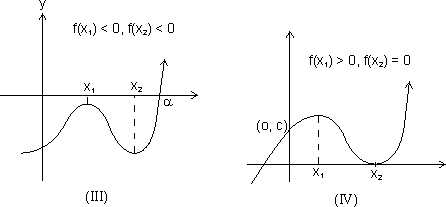 y
f(x₁) < 0, f(x₂) < 0
x₁ x₂
α
(III)
f(x₁) > 0, f(x₂) = 0
(0, c)
x₁ x₂
(IV)